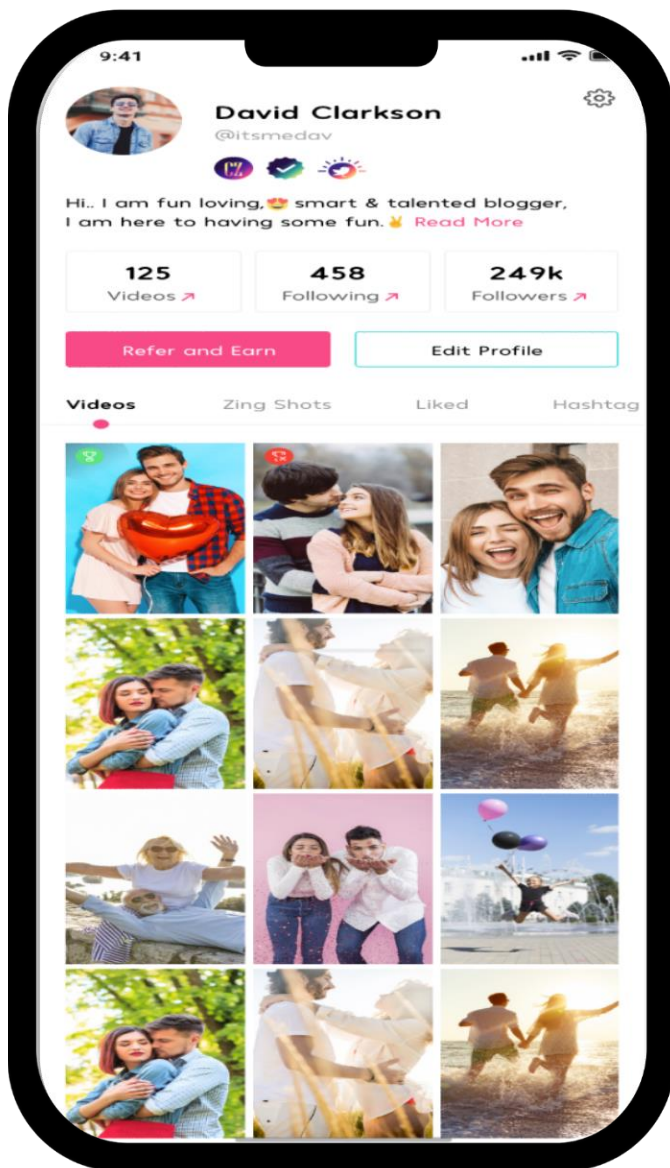 9:41
David Clarkson
@itsmedav
CZ
Hi.. I am fun loving,😍 smart & talented blogger,
I am here to having some fun.✌️ Read More
125
Videos
458
Following
249k
Followers
Refer and Earn
Edit Profile
Videos Zing Shots Liked Hashtag